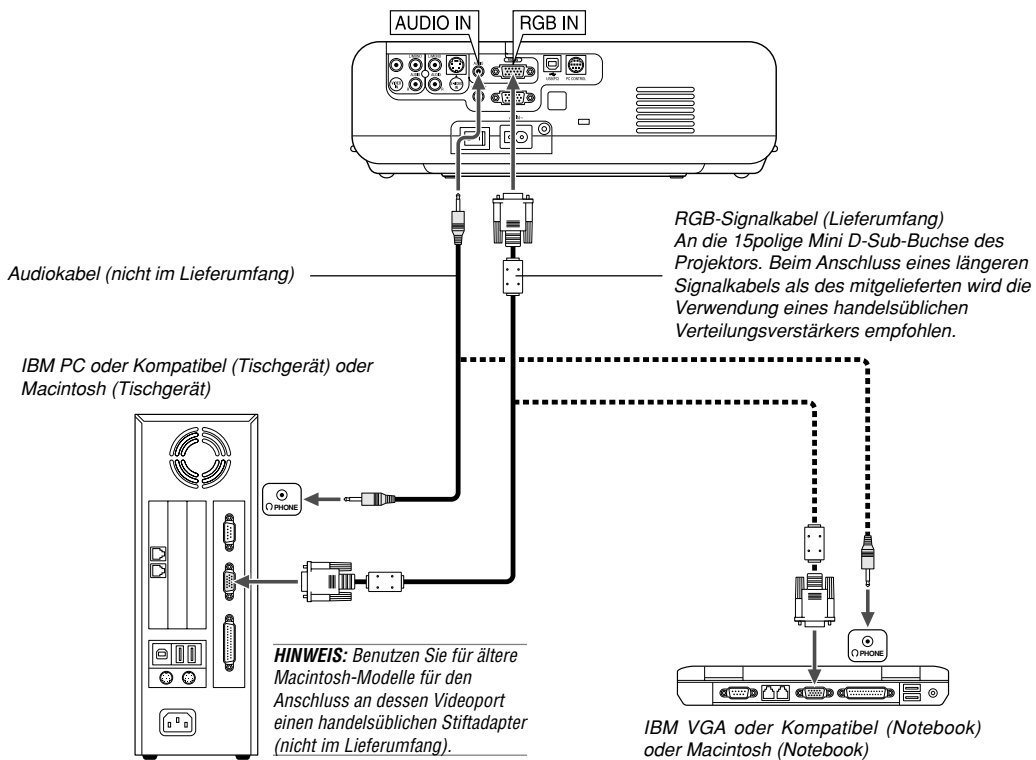 AUDIO IN
RGB IN
AUDIO
PC CONTROL
RGB-Signalkabel (Lieferumfang)
An die 15polige Mini D-Sub-Buchse des
Projektors. Beim Anschluss eines längeren
Signalkabels als des mitgelieferten wird die
Verwendung eines handelsüblichen
Verteilungsverstärkers empfohlen.
Audiokabel (nicht im Lieferumfang)
IBM PC oder Kompatibel (Tischgerät) oder
Macintosh (Tischgerät)
PHONE
HINWEIS: Benutzen Sie für ältere
Macintosh-Modelle für den
Anschluss an dessen Videoport
einen handelsüblichen Stiftadapter
(nicht im Lieferumfang).
PHONE
IBM VGA oder Kompatibel (Notebook)
oder Macintosh (Notebook)